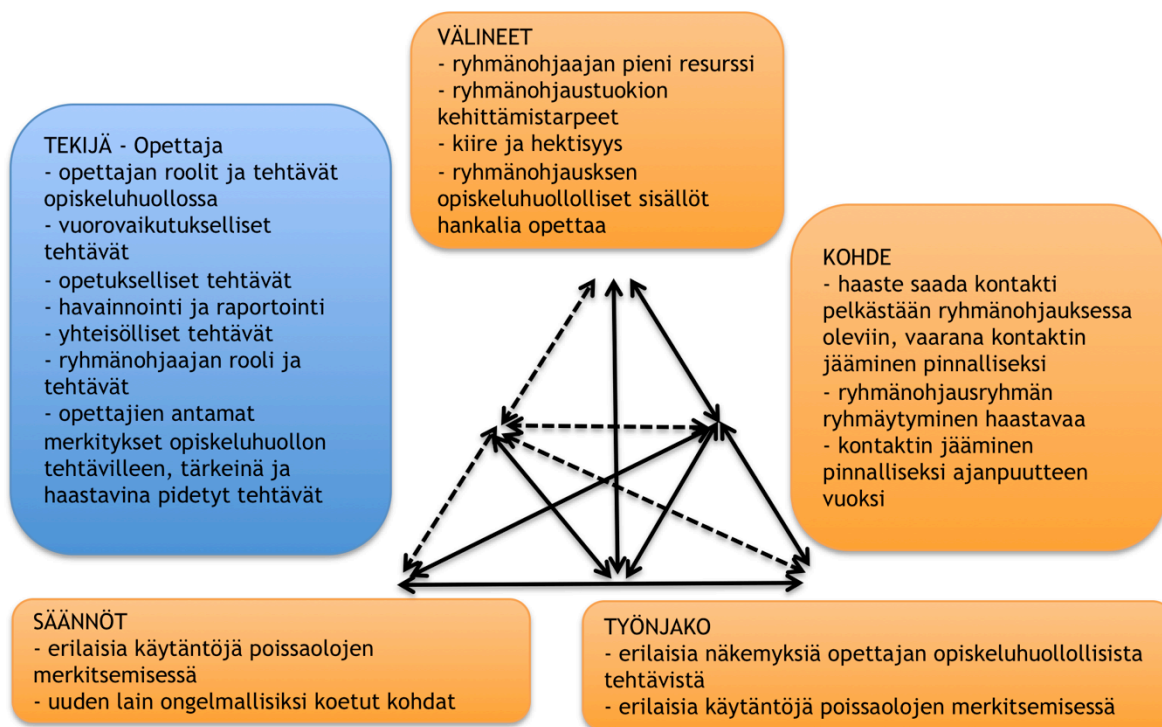 VÄLINEET
- ryhmänohjaajan pieni resurssi
- ryhmänohjaustuokion
kehittämistarpeet
- kiire ja hektisyys
- ryhmänohjausksen
opiskeluhuollolliset sisällöt
hankalia opettaa
TEKIJÄ - Opettaja
- opettajan roolit ja tehtävät
opiskeluhuollossa
- vuorovaikutukselliset
tehtävät
- opetukselliset tehtävät
- havainnointi ja raportointi
- yhteisölliset tehtävät
- ryhmänohjaajan rooli ja
tehtävät
- opettajien antamat
merkitykset opiskeluhuollon
tehtävilleen, tärkeinä ja
haastavina pidetyt tehtävät
KOHDE
- haaste saada kontakti
pelkästään ryhmänohjauksessa
oleviin, vaarana kontaktin
jääminen pinnalliseksi
- ryhmänohjausryhmän
ryhmäytyminen haastavaa
- kontaktin jääminen
pinnalliseksi ajanpuutteen
vuoksi
SÄÄNNÖT
- erilaisia käytäntöjä poissaolojen
merkitsemisessä
- uuden lain ongelmallisiksi koetut kohdat
TYÖNJAKO
- erilaisia näkemyksiä opettajan opiskeluhuollollisista
tehtävistä
- erilaisia käytäntöjä poissaolojen merkitsemisessä